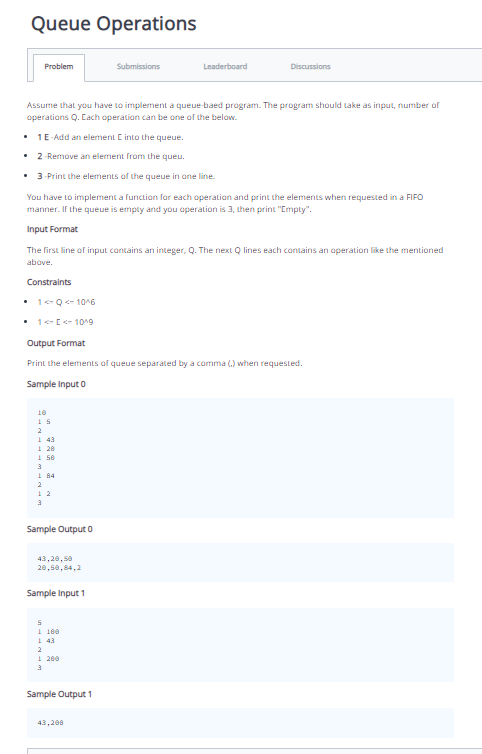 Queue Operations
Problem
Submissions
Leaderboard
Discussions
Assume that you have to implement a queue-baed program. The program should take as input, number of
operations Q. Each operation can be one of the below.
• 1 E -Add an element E into the queue.
• 2 -Remove an element from the queu.
• 3 -Print the elements of the queue in one line.
You have to implement a function for each operation and print the elements when requested in a FIFO
manner. If the queue is empty and you operation is 3, then print "Empty".
Input Format
The first line of input contains an integer, Q. The next Q lines each contains an operation like the mentioned
above.
Constraints
• 1 <= Q <= 10^6
• 1 <= E <= 10^9
Output Format
Print the elements of queue separated by a comma (,) when requested.
Sample Input 0
10
1 5
2
1 43
1 20
1 50
3
1 84
2
1 2
3
Sample Output 0
43,20,50
20,50,84,2
Sample Input 1
5
1 100
1 43
2
1 200
3
Sample Output 1
43,200